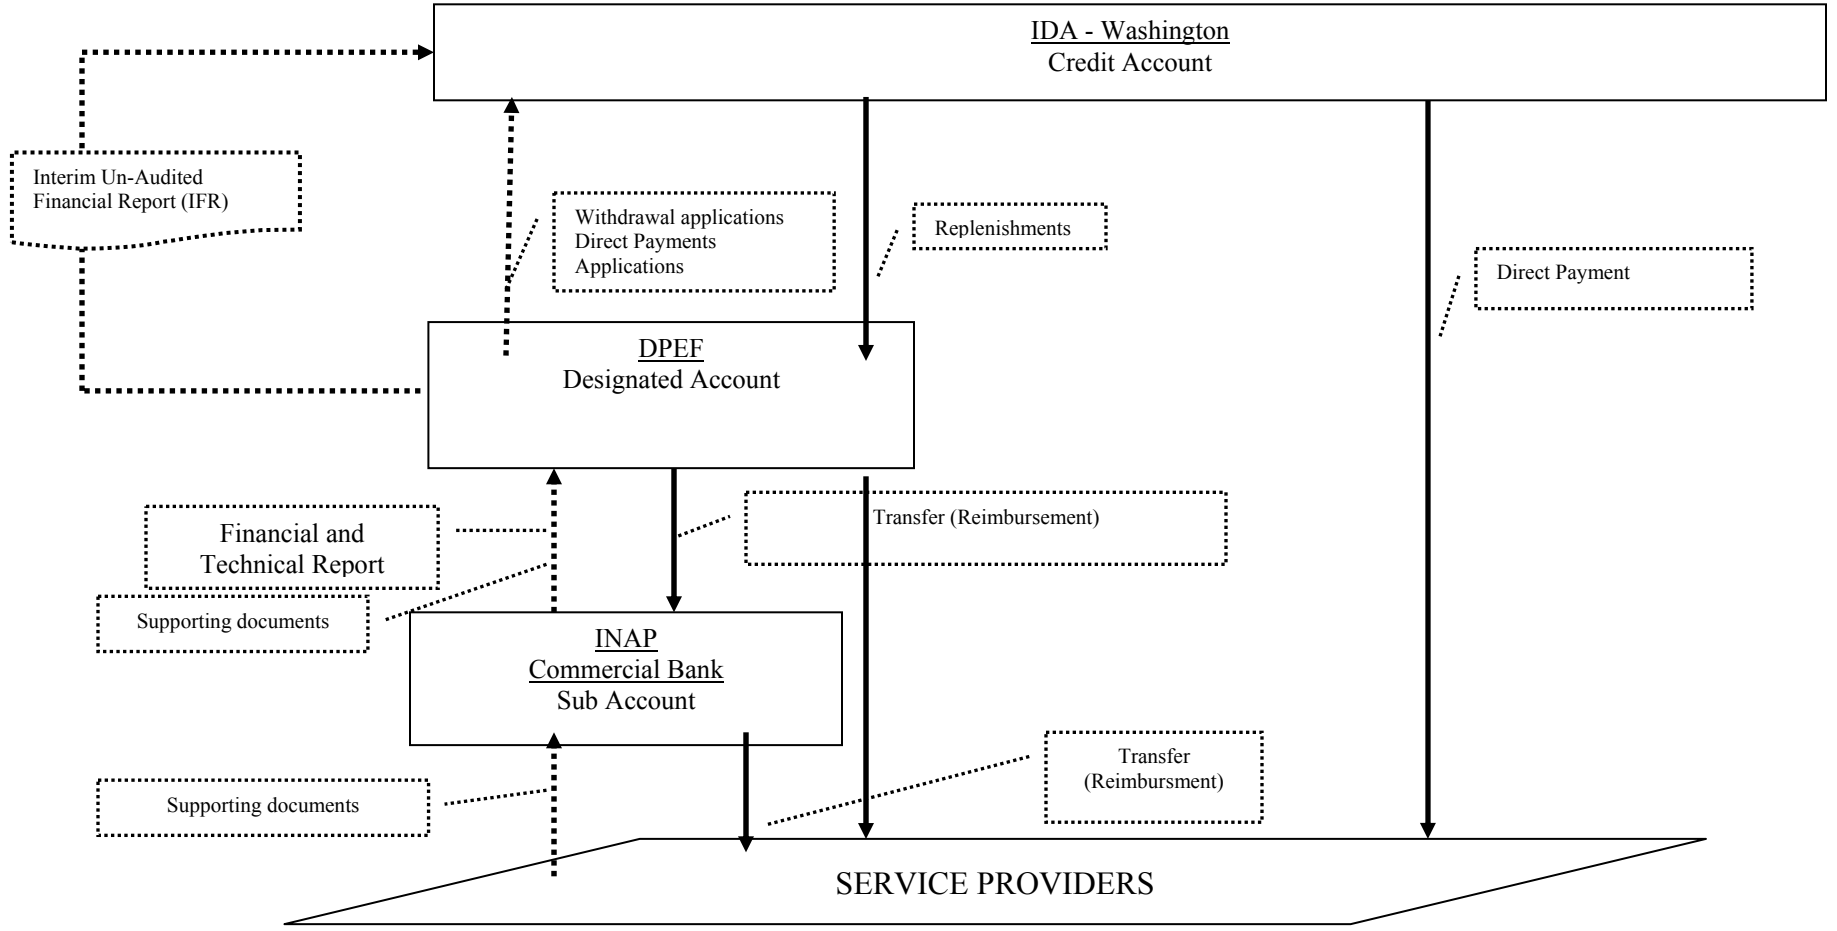 IDA - Washington
Credit Account
Interim Un-Audited
Financial Report (IFR)
Withdrawal applications
Direct Payments
Applications
Replenishments
Direct Payment
DPEF
Designated Account
Financial and
Technical Report
Transfer (Reimbursement)
Supporting documents
INAP
Commercial Bank
Sub Account
Supporting documents
Transfer
(Reimbursment)
SERVICE PROVIDERS